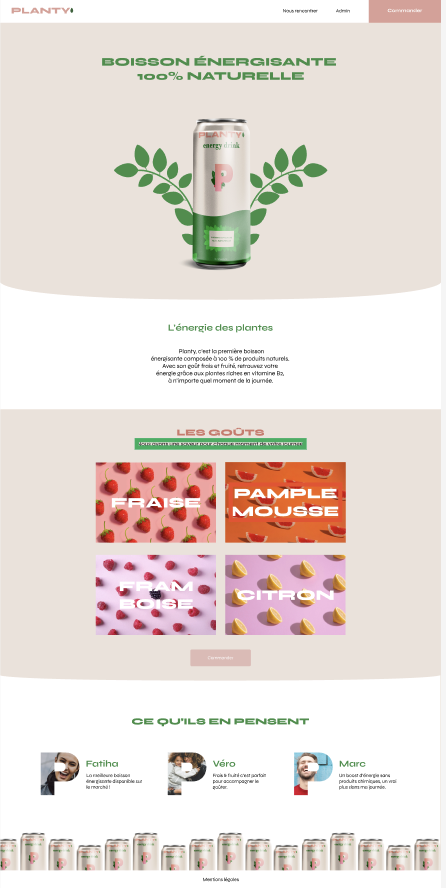 PLANTY
Nous rencontrer
Admin
Commander
BOISSON ÉNERGISANTE
100% NATURELLE
PLANTY
energy drink
P
L'énergie des plantes
Planty, c'est la première boisson
énergisante composée à 100 % de produits naturels.
Avec son goût frais et fruité, retrouvez votre
énergie grâce aux plantes riches en vitamine B2,
à n'importe quel moment de la journée.
LES GOÛTS
Nous avons une saveur pour chaque moment de votre journée
FRAISE
PAMPLE
MOUSSE
FRAM
BOISE
CITRON
Commander
CE QU'ILS EN PENSENT
Fatiha
La meilleure boisson
énergisante disponible sur
le marché !
Véro
Frais & fruité c'est parfait
pour accompagner le
goûter.
Marc
Un boost d'énergie sans
produits chimiques, un vrai
plus dans ma journée.
Mentions légales